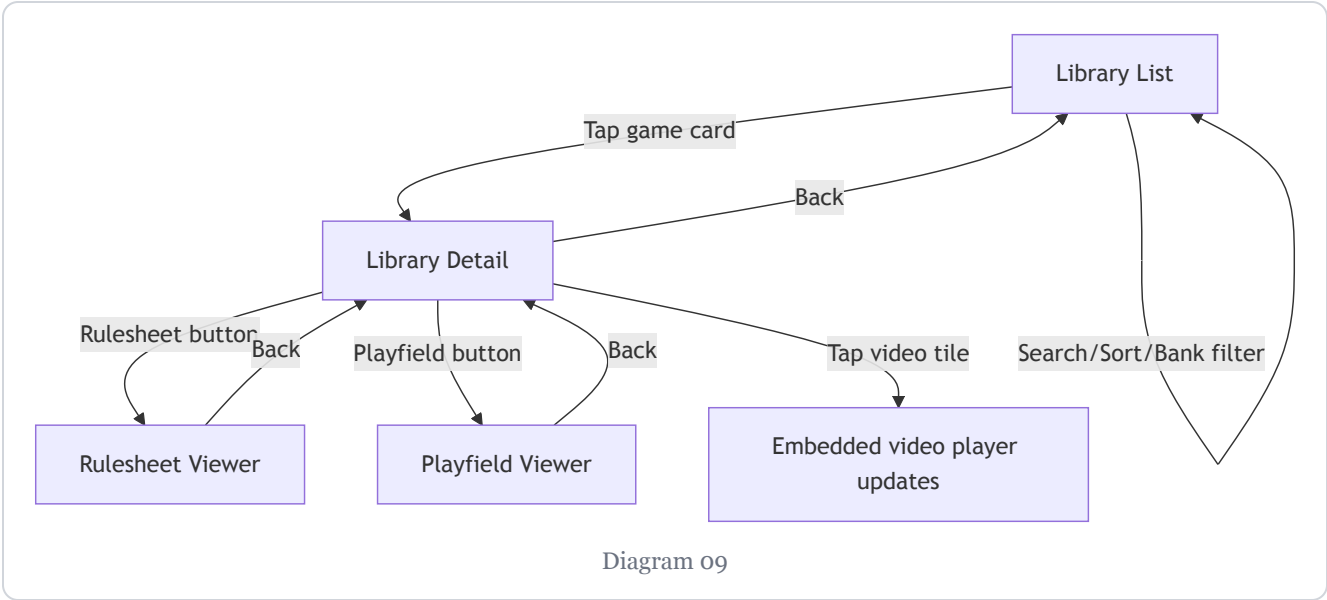 Library List
Tap game card
Back
Library Detail
Rulesheet button
Back
Playfield button
Back
Tap video tile
Search/Sort/Bank filter
Rulesheet Viewer
Playfield Viewer
Embedded video player
updates
Diagram 09